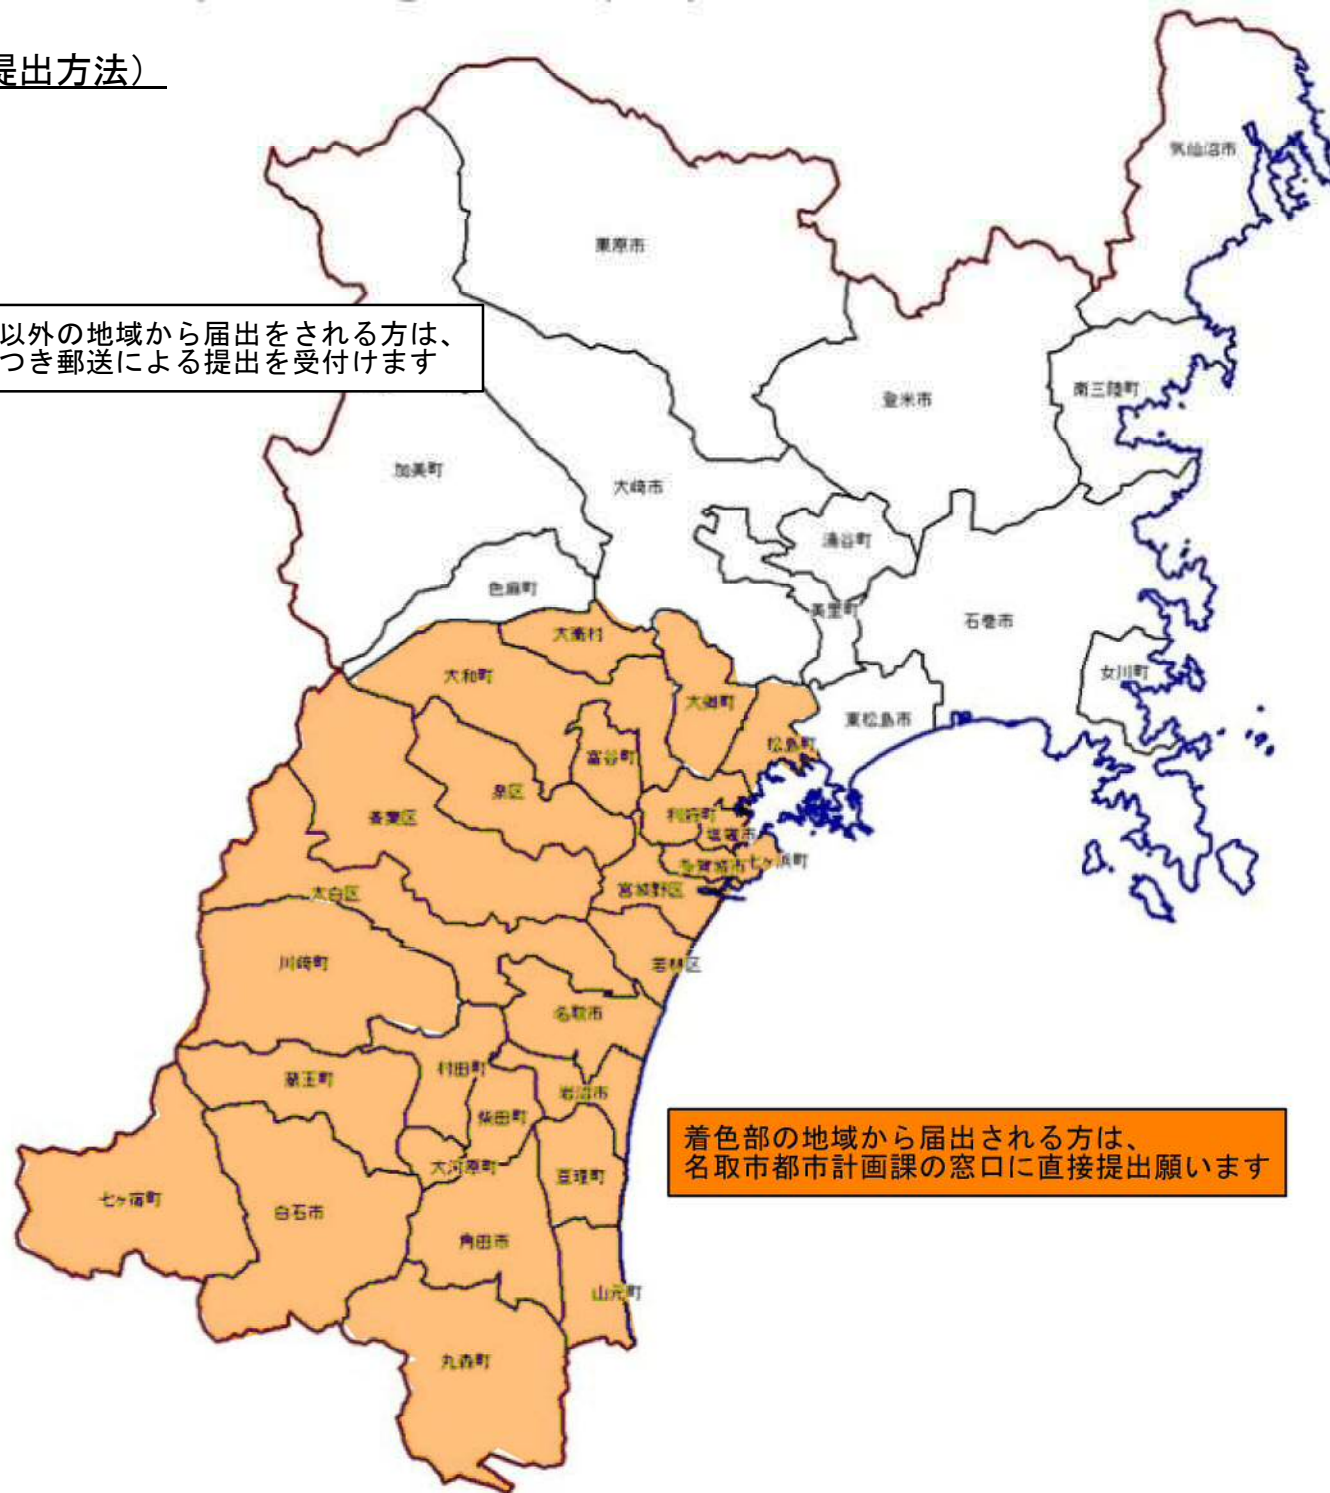 提出方法）
気仙沼市
栗原市
以外の地域から届出をされる方は、
つき郵送による提出を受付けます
登米市
南三陸町
加美町
大崎市
涌谷町
色麻町
美里町
石巻市
大衡村
女川町
大和町
大郷町
東松島市
松島町
富谷町
泉区
青葉区
利府町
塩竈市
多賀城市
七ヶ浜町
宮城野区
太白区
若林区
川崎町
名取市
村田町
蔵王町
岩沼市
柴田町
着色部の地域から届出される方は、
名取市都市計画課の窓口に直接提出願います
大河原町
亘理町
七ヶ宿町
白石市
角田市
山元町
丸森町